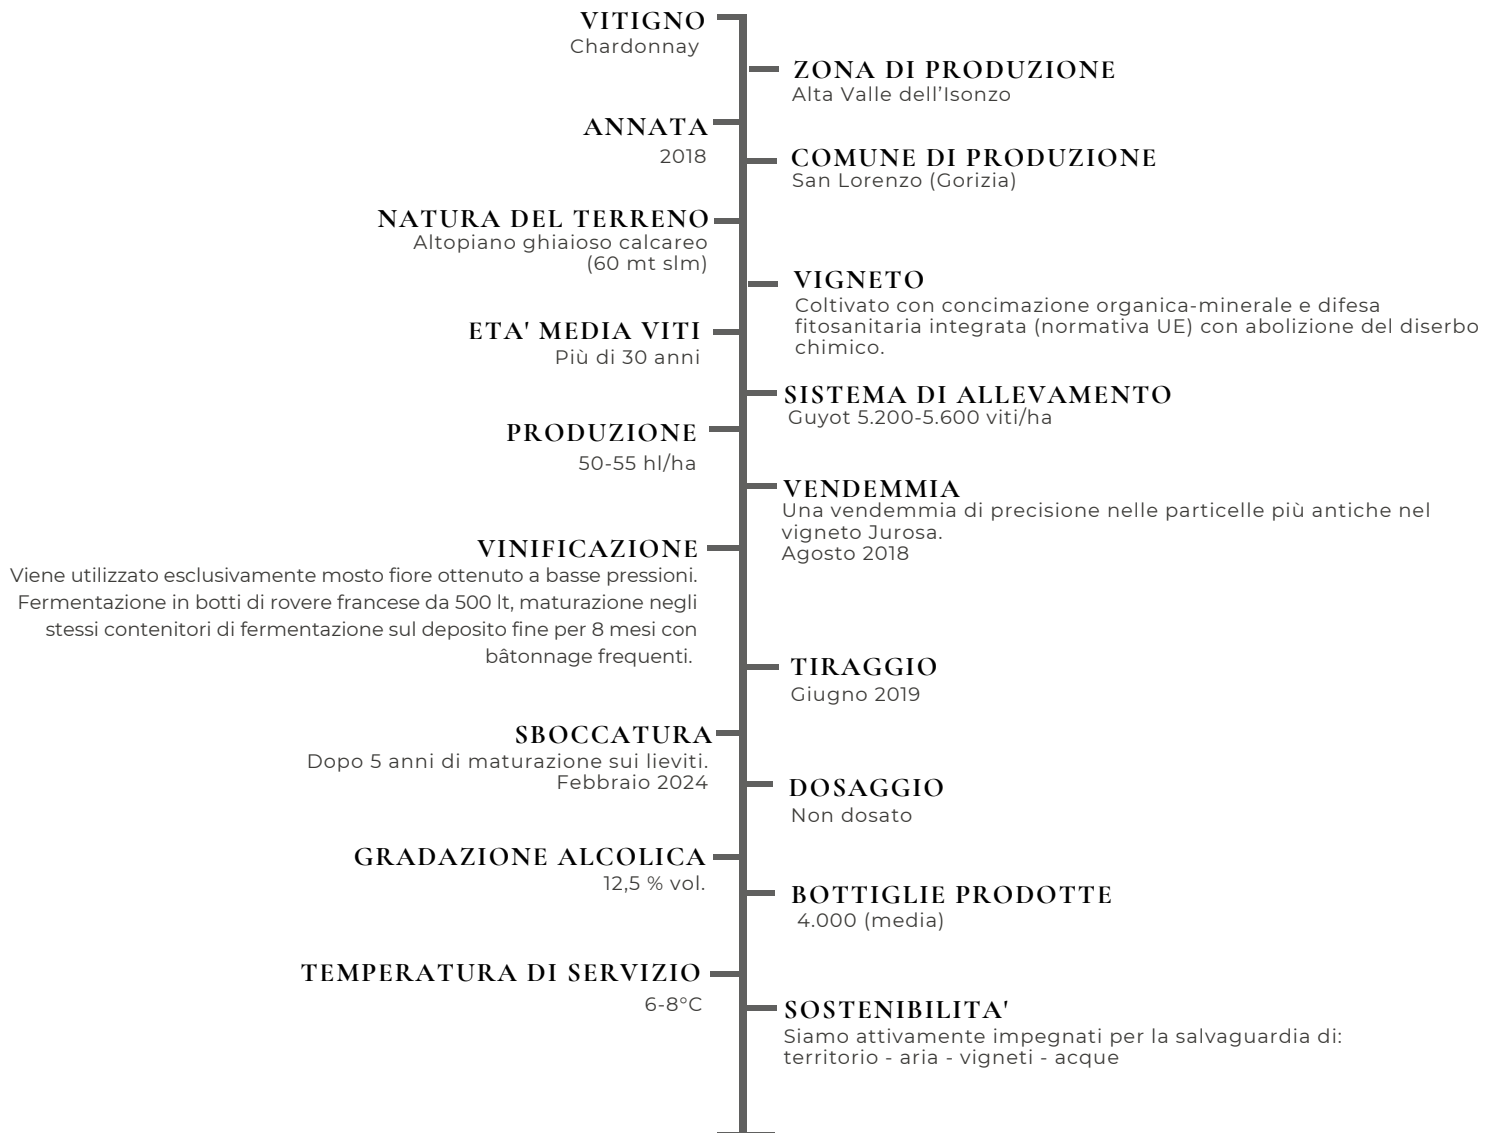 VITIGNO
Chardonnay
ZONA DI PRODUZIONE
Alta Valle dell’Isonzo
ANNATA
2018
COMUNE DI PRODUZIONE
San Lorenzo (Gorizia)
NATURA DEL TERRENO
Altopiano ghiaioso calcareo
(60 mt slm)
VIGNETO
Coltivato con concimazione organica-minerale e difesa
fitosanitaria integrata (normativa UE) con abolizione del diserbo
chimico.
ETA' MEDIA VITI
Più di 30 anni
SISTEMA DI ALLEVAMENTO
Guyot 5.200-5.600 viti/ha
PRODUZIONE
50-55 hl/ha
VENDEMMIA
Una vendemmia di precisione nelle particelle più antiche nel
vigneto Jurosa.
Agosto 2018
VINIFICAZIONE
Viene utilizzato esclusivamente mosto fiore ottenuto a basse pressioni.
Fermentazione in botti di rovere francese da 500 lt, maturazione negli
stessi contenitori di fermentazione sul deposito fine per 8 mesi con
bâtonnage frequenti.
TIRAGGIO
Giugno 2019
SBOCCATURA
Dopo 5 anni di maturazione sui lieviti.
Febbraio 2024
DOSAGGIO
Non dosato
GRADAZIONE ALCOLICA
12,5 % vol.
BOTTIGLIE PRODOTTE
4.000 (media)
TEMPERATURA DI SERVIZIO
6-8°C
SOSTENIBILITA'
Siamo attivamente impegnati per la salvaguardia di:
territorio - aria - vigneti - acque